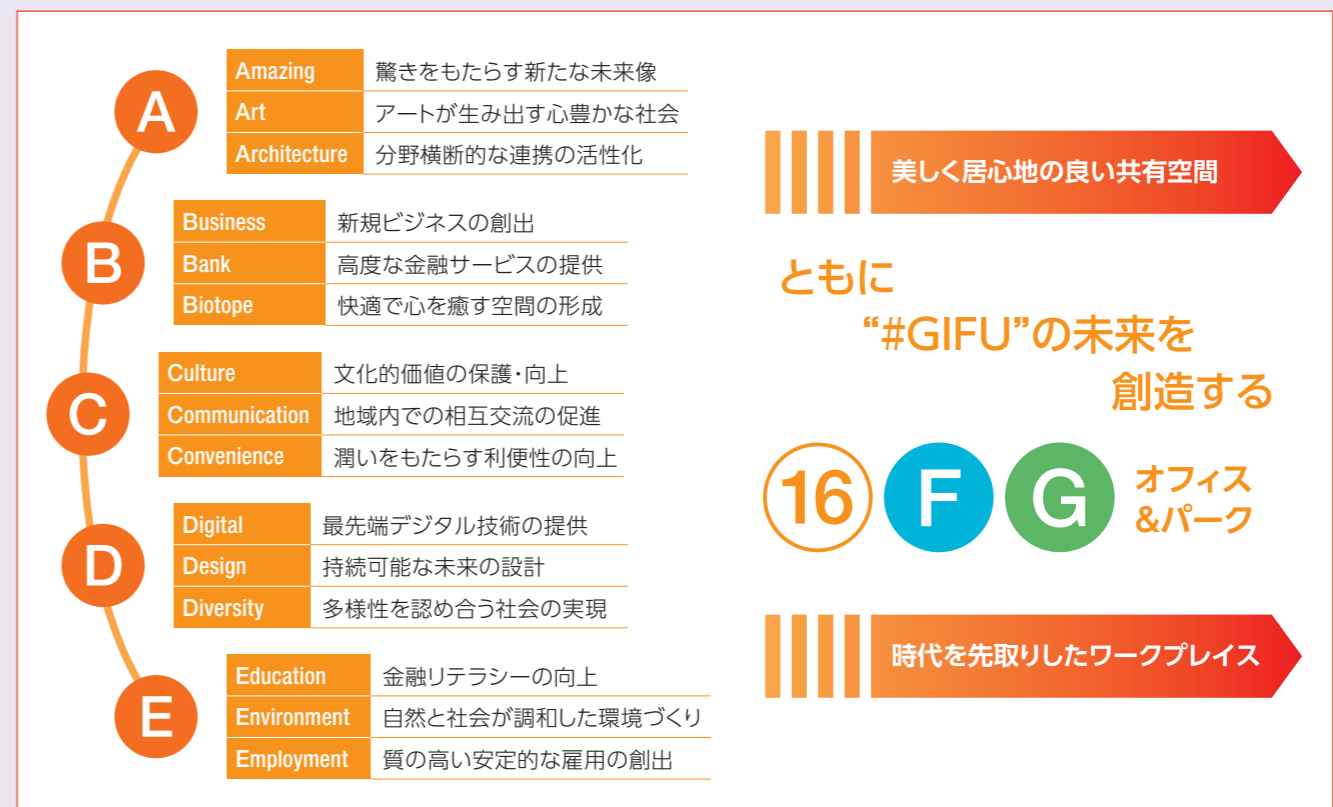 A
Amazing 驚きをもたらす新たな未来像
Art アートが生み出す心豊かな社会
Architecture 分野横断的な連携の活性化
B
Business 新規ビジネスの創出
Bank 高度な金融サービスの提供
Biotope 快適で心を癒す空間の形成
C
Culture 文化的価値の保護・向上
Communication 地域内での相互交流の促進
Convenience 潤いをもたらす利便性の向上
D
Digital 最先端デジタル技術の提供
Design 持続可能な未来の設計
Diversity 多様性を認め合う社会の実現
E
Education 金融リテラシーの向上
Environment 自然と社会が調和した環境づくり
Employment 質の高い安定的な雇用の創出
美しく居心地の良い共有空間
ともに
“#GIFU”の未来を
創造する
16 F G
オフィス
&パーク
時代を先取りしたワークプレイス